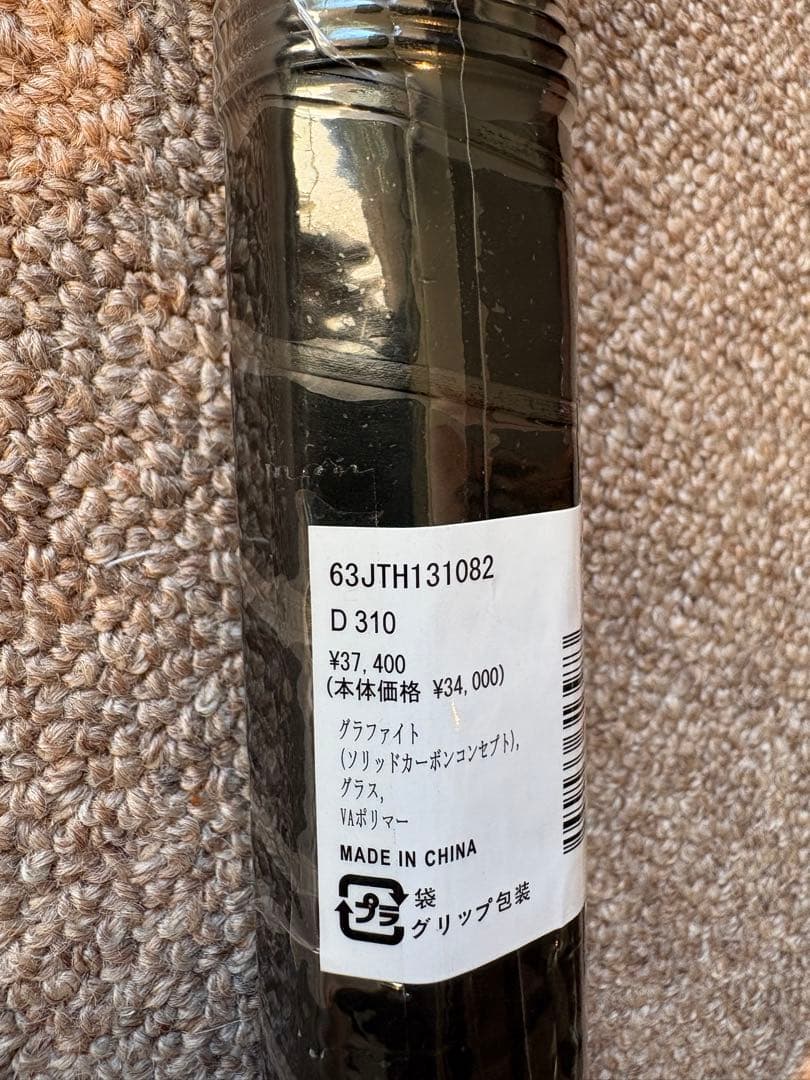 63JTH131082
D 310
¥37,400
(本体価格 ¥34,000)
グラファイト
(ソリッドカーボンコンセプト),
グラス,
VAポリマー
MADE IN CHINA
プラ 袋
グリップ包装